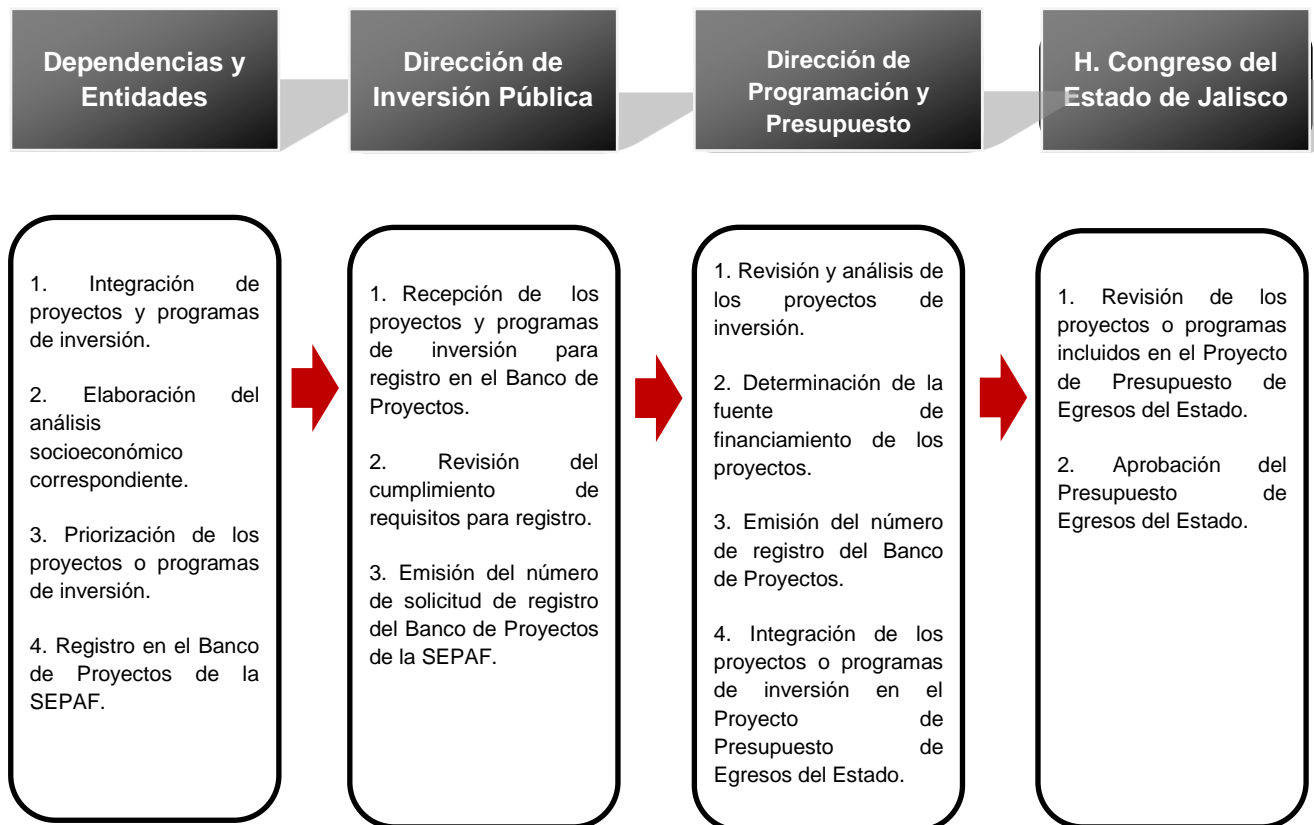 Dependencias y
Entidades
Dirección de
Inversión Pública
Dirección de
Programación y
Presupuesto
H. Congreso del
Estado de Jalisco
1. Integración de
proyectos y programas
de inversión.
2. Elaboración del
análisis
socioeconómico
correspondiente.
3. Priorización de los
proyectos o programas
de inversión.
4. Registro en el Banco
de Proyectos de la
SEPAF.
1. Recepción de los
proyectos y programas
de inversión para
registro en el Banco de
Proyectos.
2. Revisión del
cumplimiento de
requisitos para registro.
3. Emisión del número
de solicitud de registro
del Banco de Proyectos
de la SEPAF.
1. Revisión y análisis de
los proyectos de
inversión.
2. Determinación de la
fuente de
financiamiento de los
proyectos.
3. Emisión del número
de registro del Banco
de Proyectos.
4. Integración de los
proyectos o programas
de inversión en el
Proyecto de
Presupuesto de
Egresos del Estado.
1. Revisión de los
proyectos o programas
incluidos en el Proyecto
de Presupuesto de
Egresos del Estado.
2. Aprobación del
Presupuesto de
Egresos del Estado.